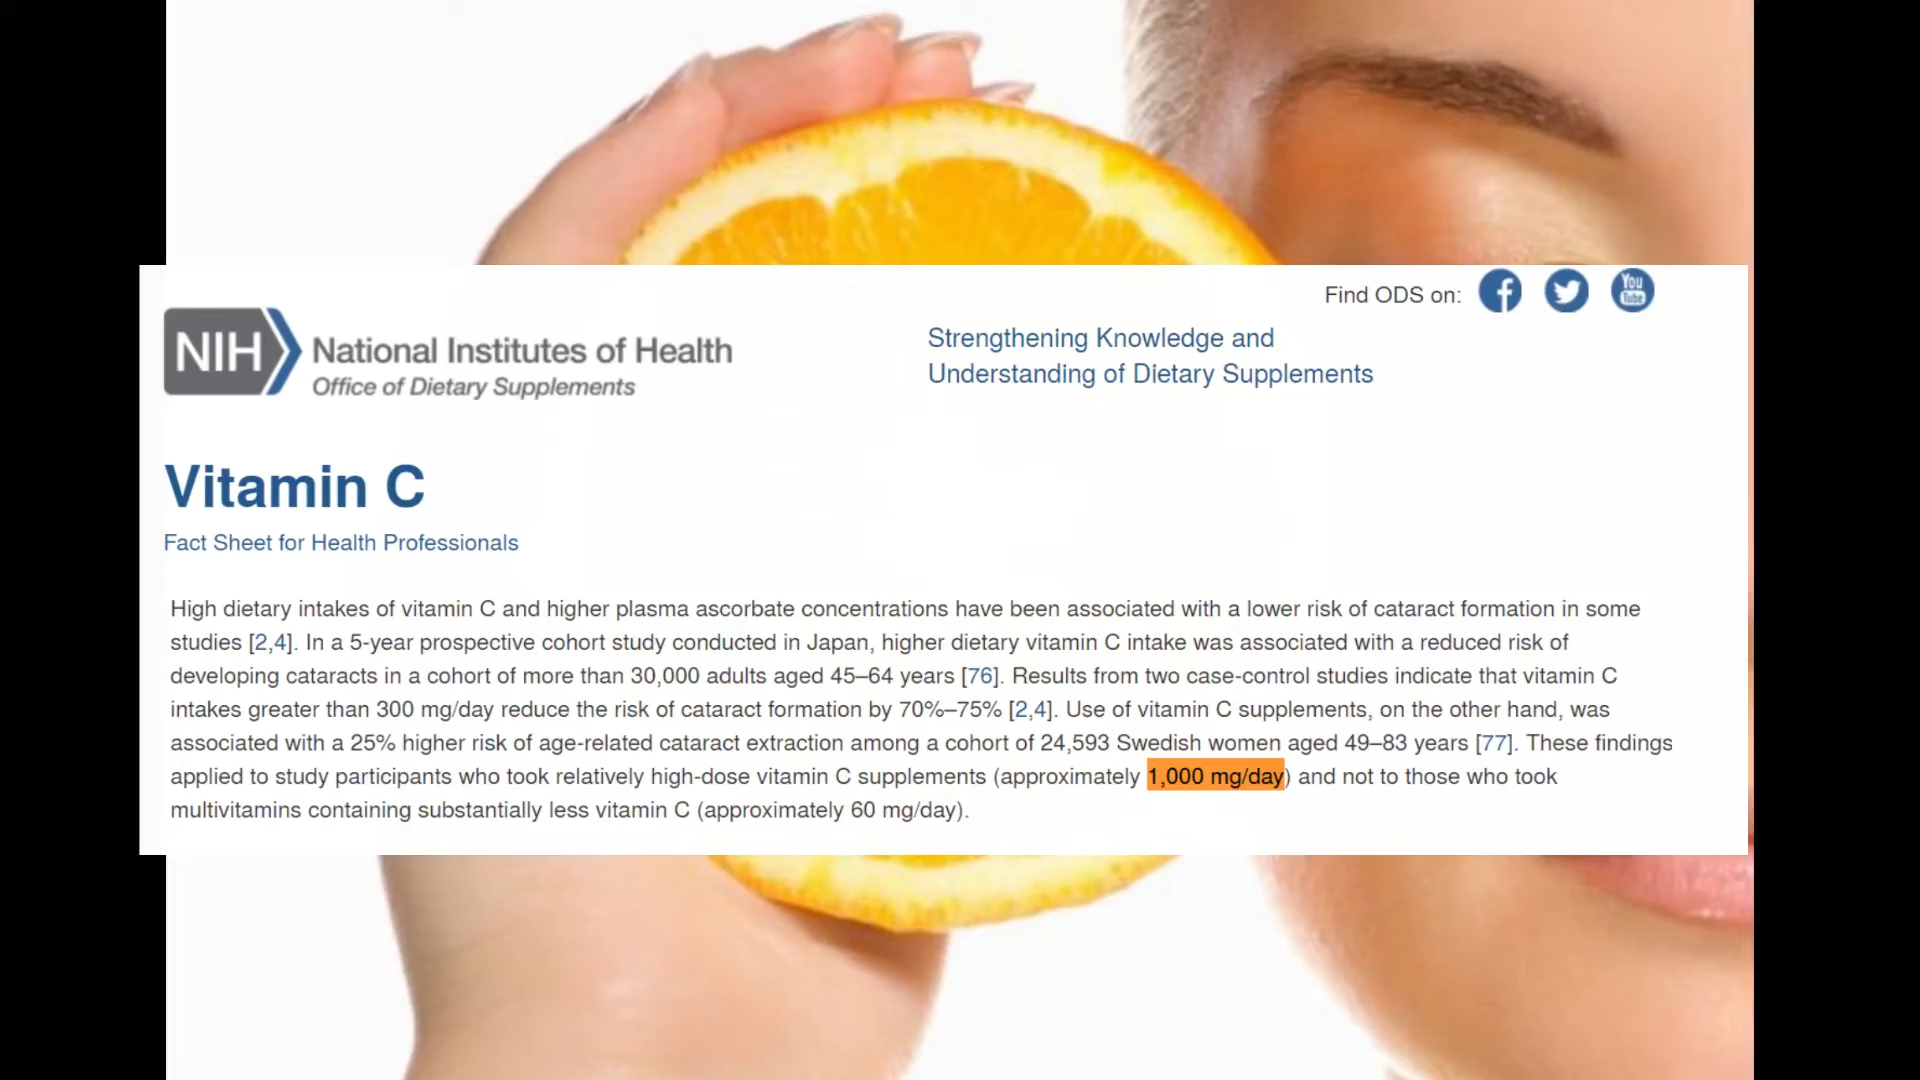 Find ODS on:
You
Tube
NIH
National Institutes of Health
Office of Dietary Supplements
Strengthening Knowledge and
Understanding of Dietary Supplements
Vitamin C
Fact Sheet for Health Professionals
High dietary intakes of vitamin C and higher plasma ascorbate concentrations have been associated with a lower risk of cataract formation in some
studies [2,4]. In a 5-year prospective cohort study conducted in Japan, higher dietary vitamin C intake was associated with a reduced risk of
developing cataracts in a cohort of more than 30,000 adults aged 45–64 years [76]. Results from two case-control studies indicate that vitamin C
intakes greater than 300 mg/day reduce the risk of cataract formation by 70%–75% [2,4]. Use of vitamin C supplements, on the other hand, was
associated with a 25% higher risk of age-related cataract extraction among a cohort of 24,593 Swedish women aged 49–83 years [77]. These findings
applied to study participants who took relatively high-dose vitamin C supplements (approximately 1,000 mg/day) and not to those who took
multivitamins containing substantially less vitamin C (approximately 60 mg/day).